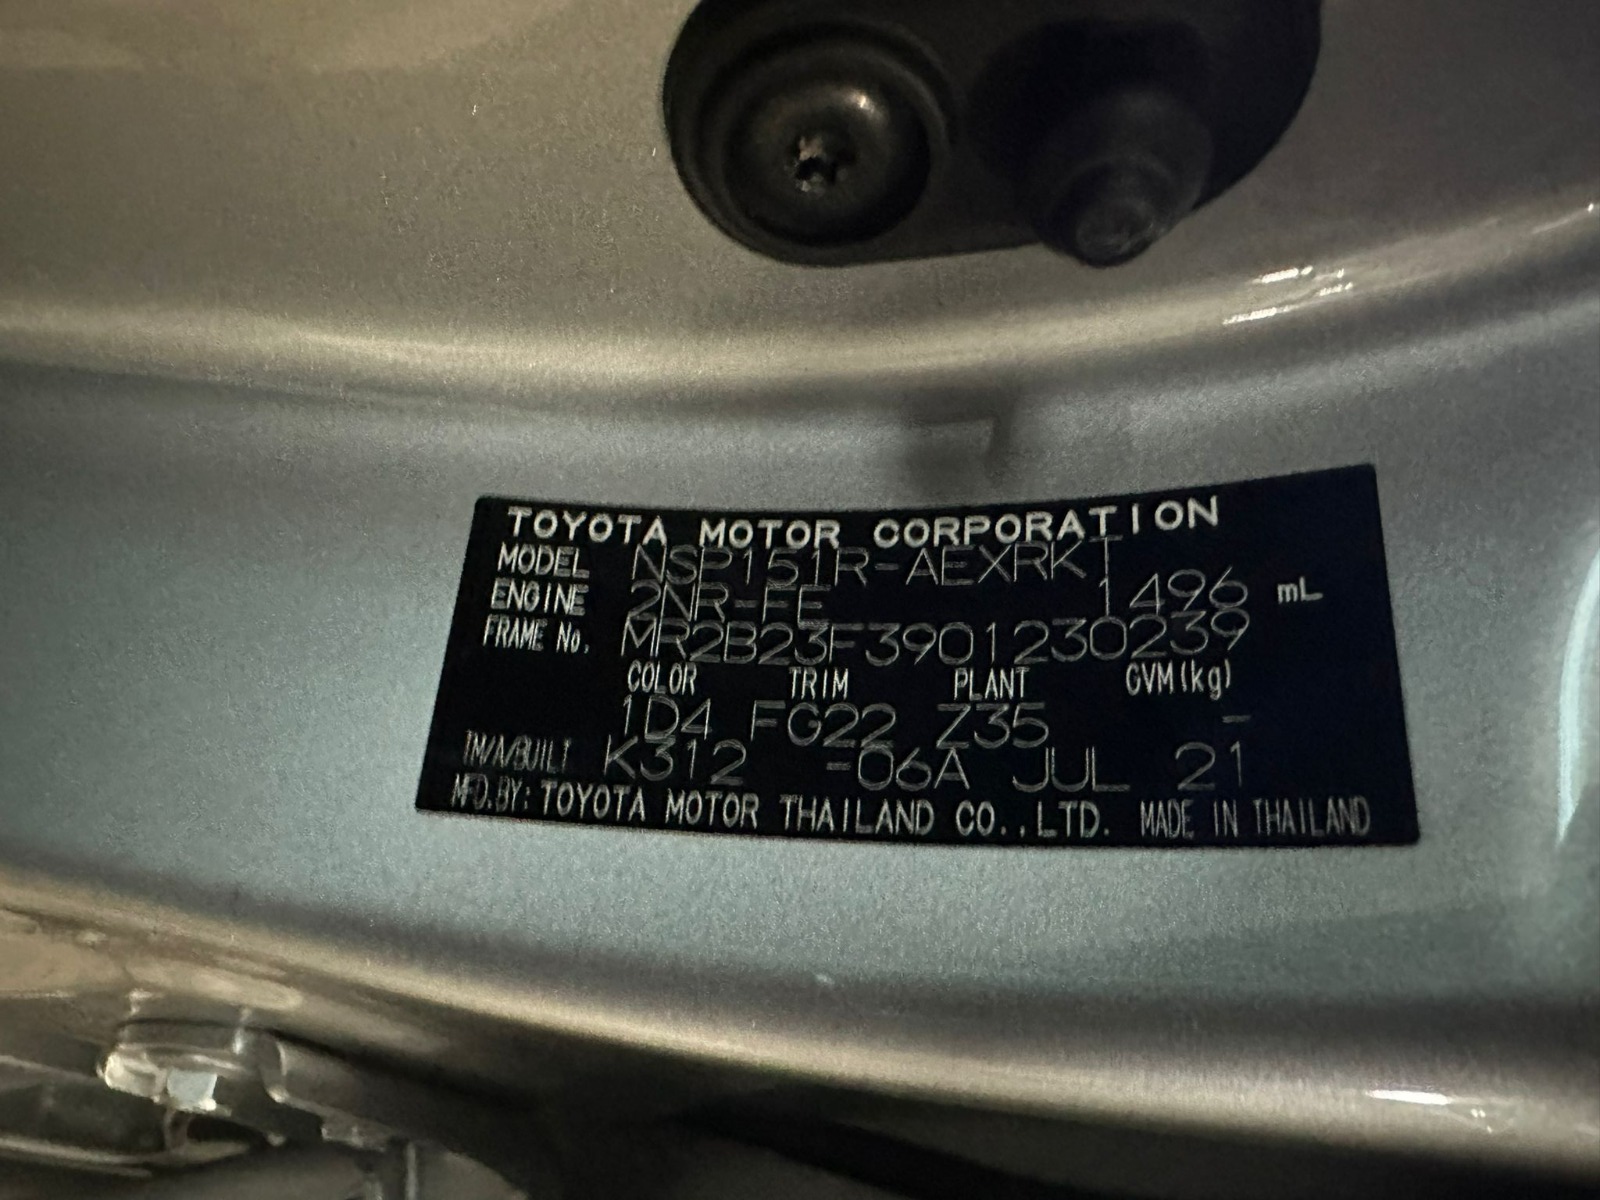 TOYOTA MOTOR CORPORATION
MODEL NSP151R-AEXRKT
ENGINE 2NR-FE 1496 mL
FRAME No. MR2B23F3901230239
COLOR TRIM PLANT GVM(kg)
1D4 FG22 Z35 -
TM/A/BUILT K312 -06A JUL 21
MFD.BY: TOYOTA MOTOR THAILAND CO.,LTD. MADE IN THAILAND